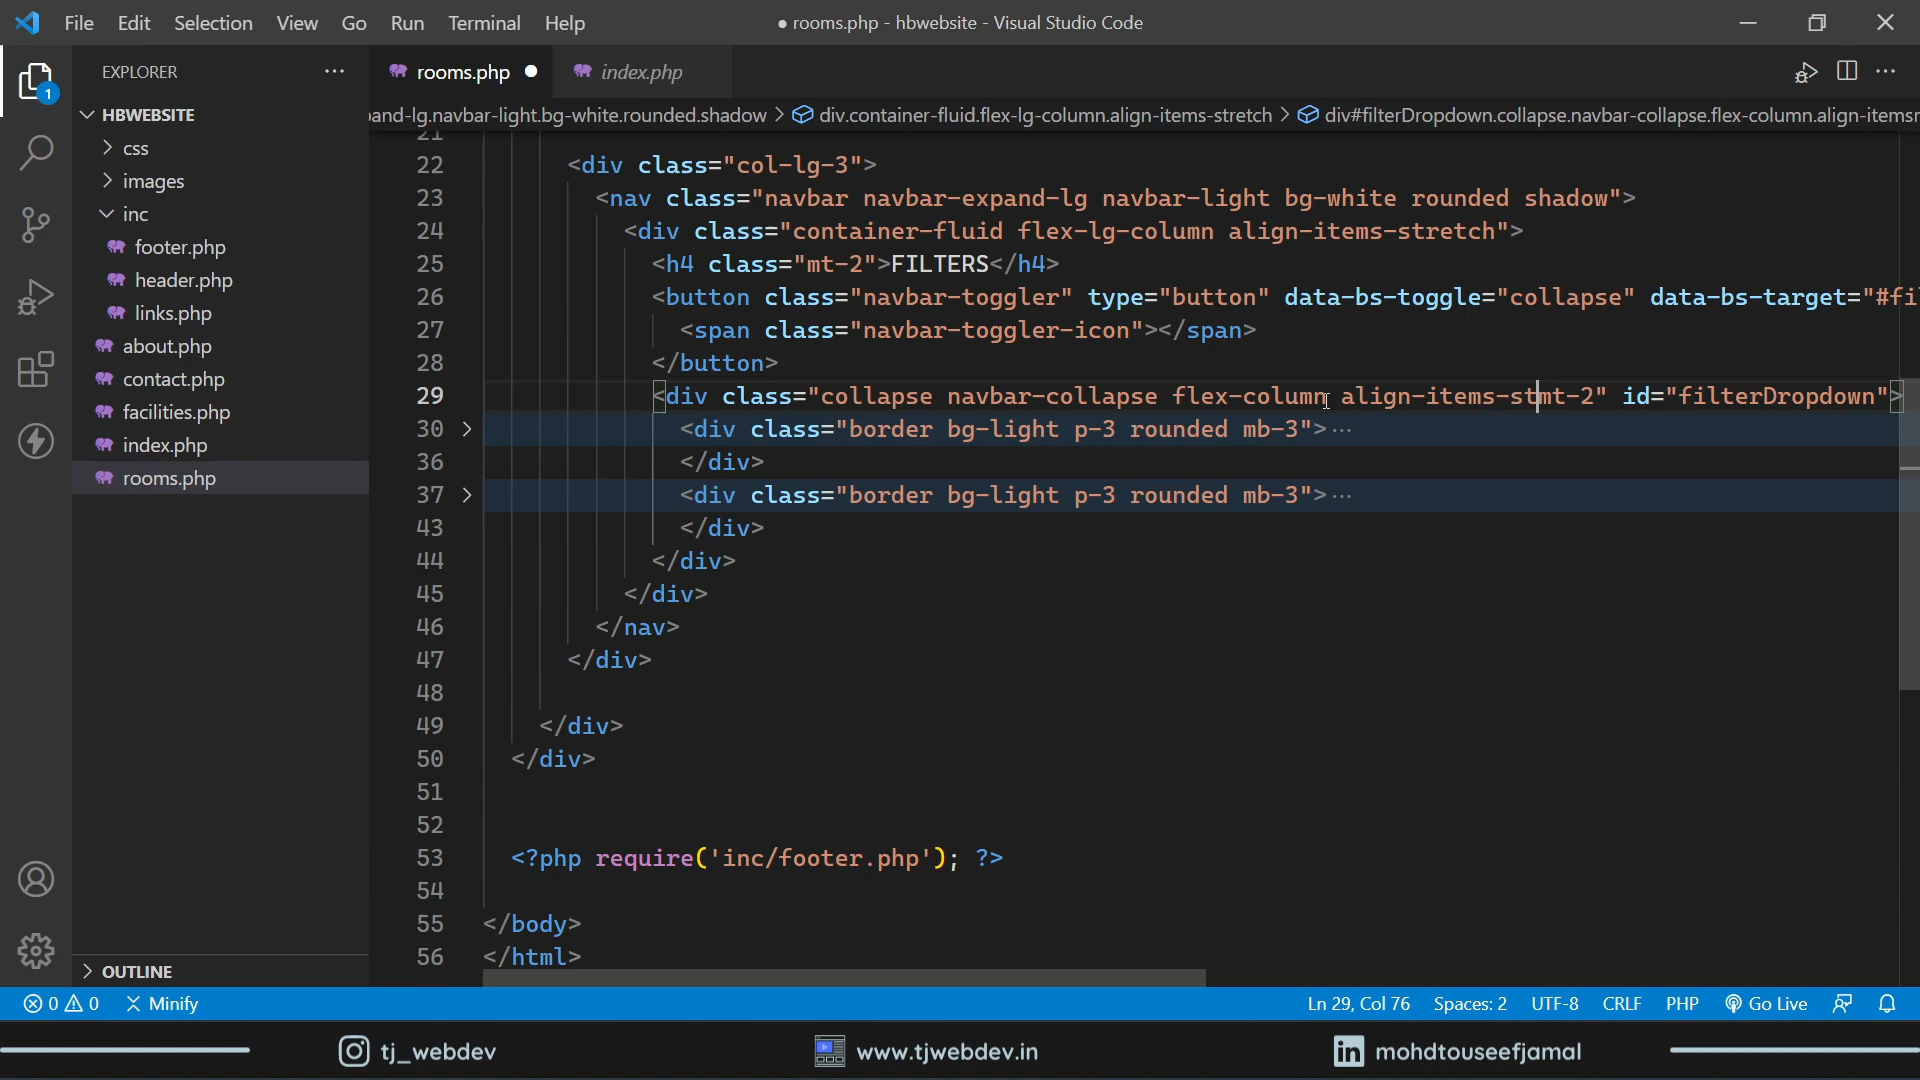 File Edit Selection View Go Run Terminal Help
● rooms.php - hbwebsite - Visual Studio Code
EXPLORER
rooms.php
index.php
HBWEBSITE
and-lg.navbar-light.bg-white.rounded.shadow > div.container-fluid.flex-lg-column.align-items-stretch > div#filterDropdown.collapse.navbar-collapse.flex-column.align-itemsr
css
images
inc
footer.php
header.php
links.php
about.php
contact.php
facilities.php
index.php
rooms.php
OUTLINE
21
22 <div class="col-lg-3">
23 <nav class="navbar navbar-expand-lg navbar-light bg-white rounded shadow">
24 <div class="container-fluid flex-lg-column align-items-stretch">
25 <h4 class="mt-2">FILTERS</h4>
26 <button class="navbar-toggler" type="button" data-bs-toggle="collapse" data-bs-target="#fi
27 <span class="navbar-toggler-icon"></span>
28 </button>
29 <div class="collapse navbar-collapse flex-column align-items-stmt-2" id="filterDropdown">
30 <div class="border bg-light p-3 rounded mb-3">···
36 </div>
37 <div class="border bg-light p-3 rounded mb-3">···
43 </div>
44 </div>
45 </div>
46 </nav>
47 </div>
48
49 </div>
50 </div>
51
52
53 <?php require('inc/footer.php'); ?>
54
55 </body>
56 </html>
0 0 Minify
Ln 29, Col 76 Spaces: 2 UTF-8 CRLF PHP Go Live
tj_webdev
www.tjwebdev.in
in mohdtouseefjamal
1